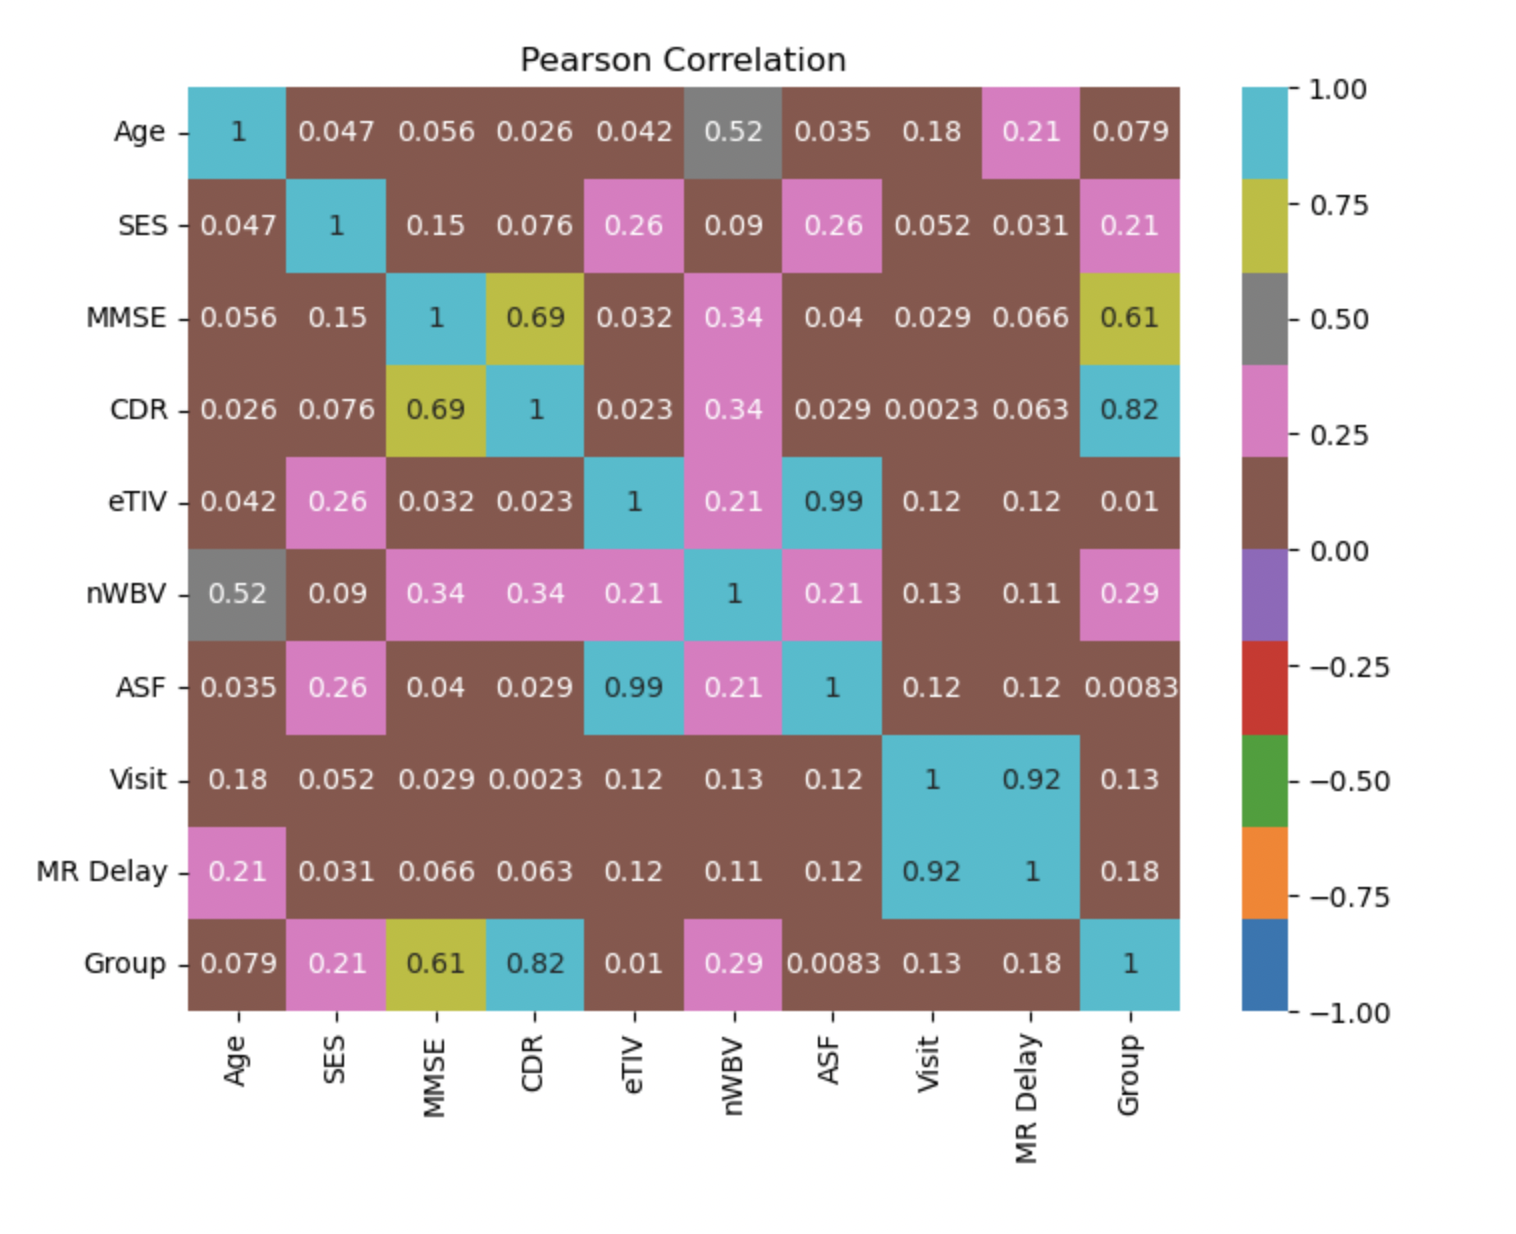 Pearson Correlation
Age 1 0.047 0.056 0.026 0.042 0.52 0.035 0.18 0.21 0.079
SES 0.047 1 0.15 0.076 0.26 0.09 0.26 0.052 0.031 0.21
MMSE 0.056 0.15 1 0.69 0.032 0.34 0.04 0.029 0.066 0.61
CDR 0.026 0.076 0.69 1 0.023 0.34 0.029 0.0023 0.063 0.82
eTIV 0.042 0.26 0.032 0.023 1 0.21 0.99 0.12 0.12 0.01
nWBV 0.52 0.09 0.34 0.34 0.21 1 0.21 0.13 0.11 0.29
ASF 0.035 0.26 0.04 0.029 0.99 0.21 1 0.12 0.12 0.0083
Visit 0.18 0.052 0.029 0.0023 0.12 0.13 0.12 1 0.92 0.13
MR Delay 0.21 0.031 0.066 0.063 0.12 0.11 0.12 0.92 1 0.18
Group 0.079 0.21 0.61 0.82 0.01 0.29 0.0083 0.13 0.18 1
Age SES MMSE CDR eTIV nWBV ASF Visit MR Delay Group
1.00
0.75
0.50
0.25
0.00
−0.25
−0.50
−0.75
−1.00